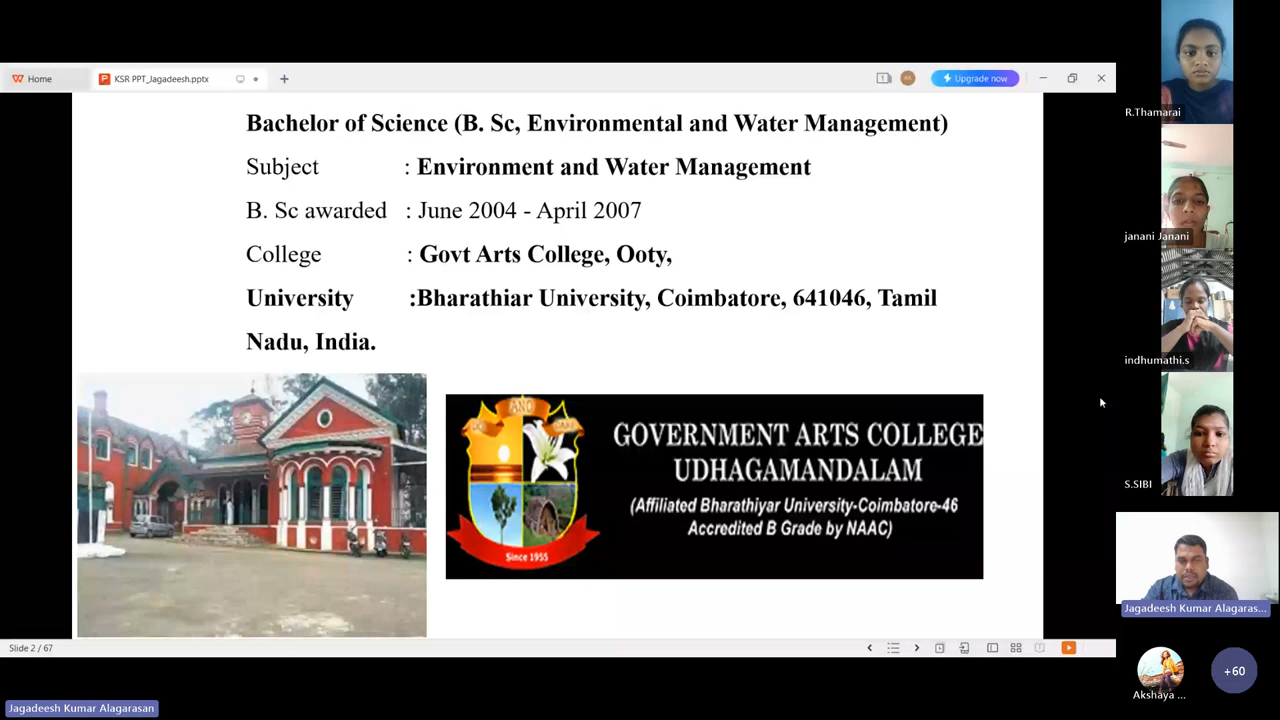 Home
KSR PPT_Jagadeesh.pptx
Upgrade now
Bachelor of Science (B. Sc, Environmental and Water Management)
Subject : Environment and Water Management
B. Sc awarded : June 2004 - April 2007
College : Govt Arts College, Ooty,
University :Bharathiar University, Coimbatore, 641046, Tamil
Nadu, India.
AND
GOVERNMENT ARTS COLLEGE
UDHAGAMANDALAM
(Affiliated Bharathiyar University-Coimbatore-46
Accredited B Grade by NAAC)
Since 1955
Slide 2 / 67
R.Thamarai
janani Janani
indhumathi.s
S.SIBI
Jagadeesh Kumar Alagaras...
Akshaya ...
+60
Jagadeesh Kumar Alagarasan